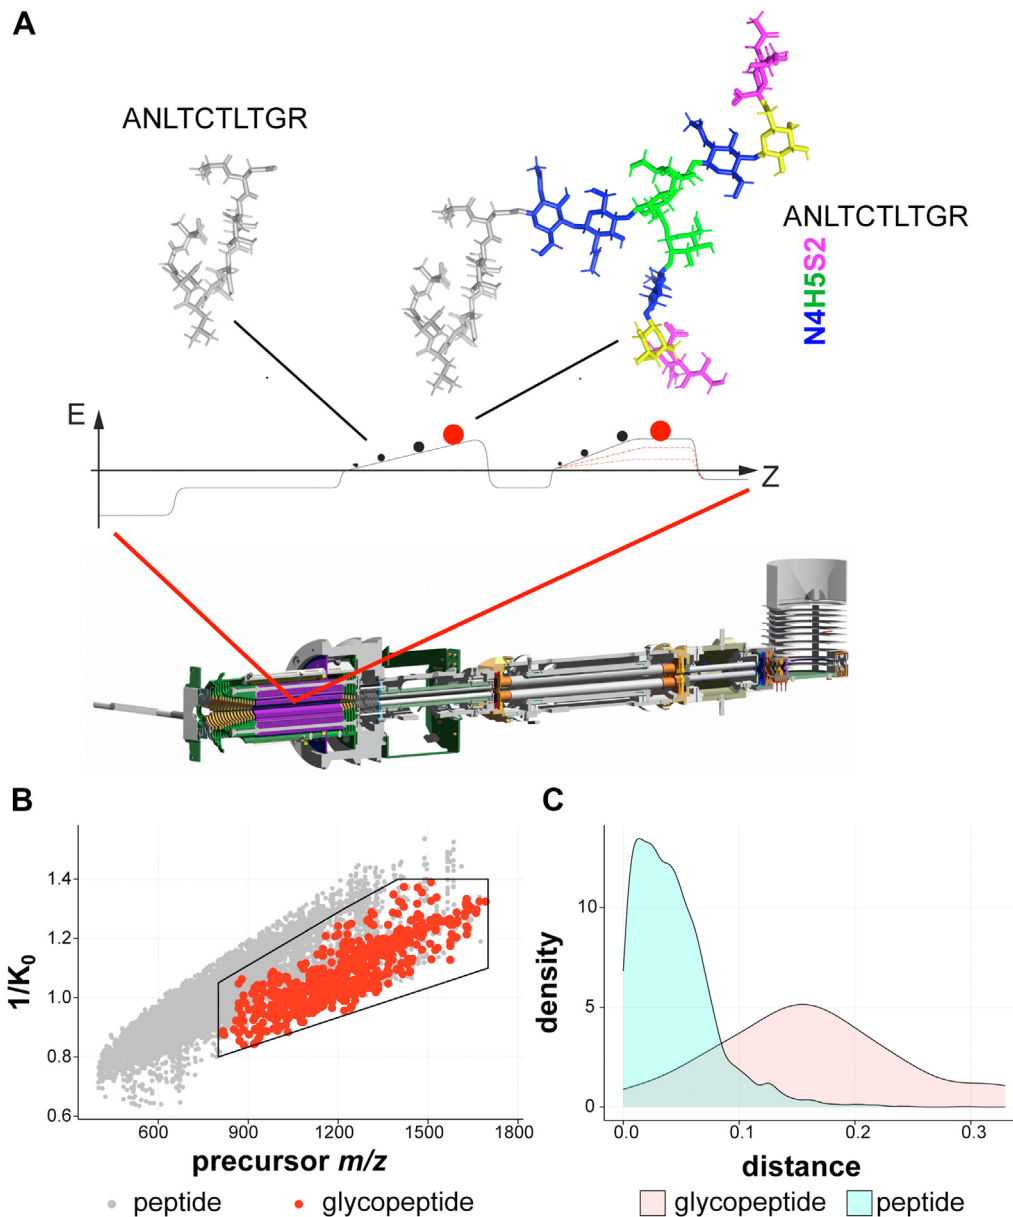 A
ANLTCTLTGR
ANLTCTLTGR
N4H5S2
E
Z
B
C
1.4
1.2
1.0
0.8
0.6
1/K0
600
900
1200
1500
1800
precursor m/z
peptide
glycopeptide
10
5
0
density
0.0
0.1
0.2
0.3
distance
glycopeptide
peptide